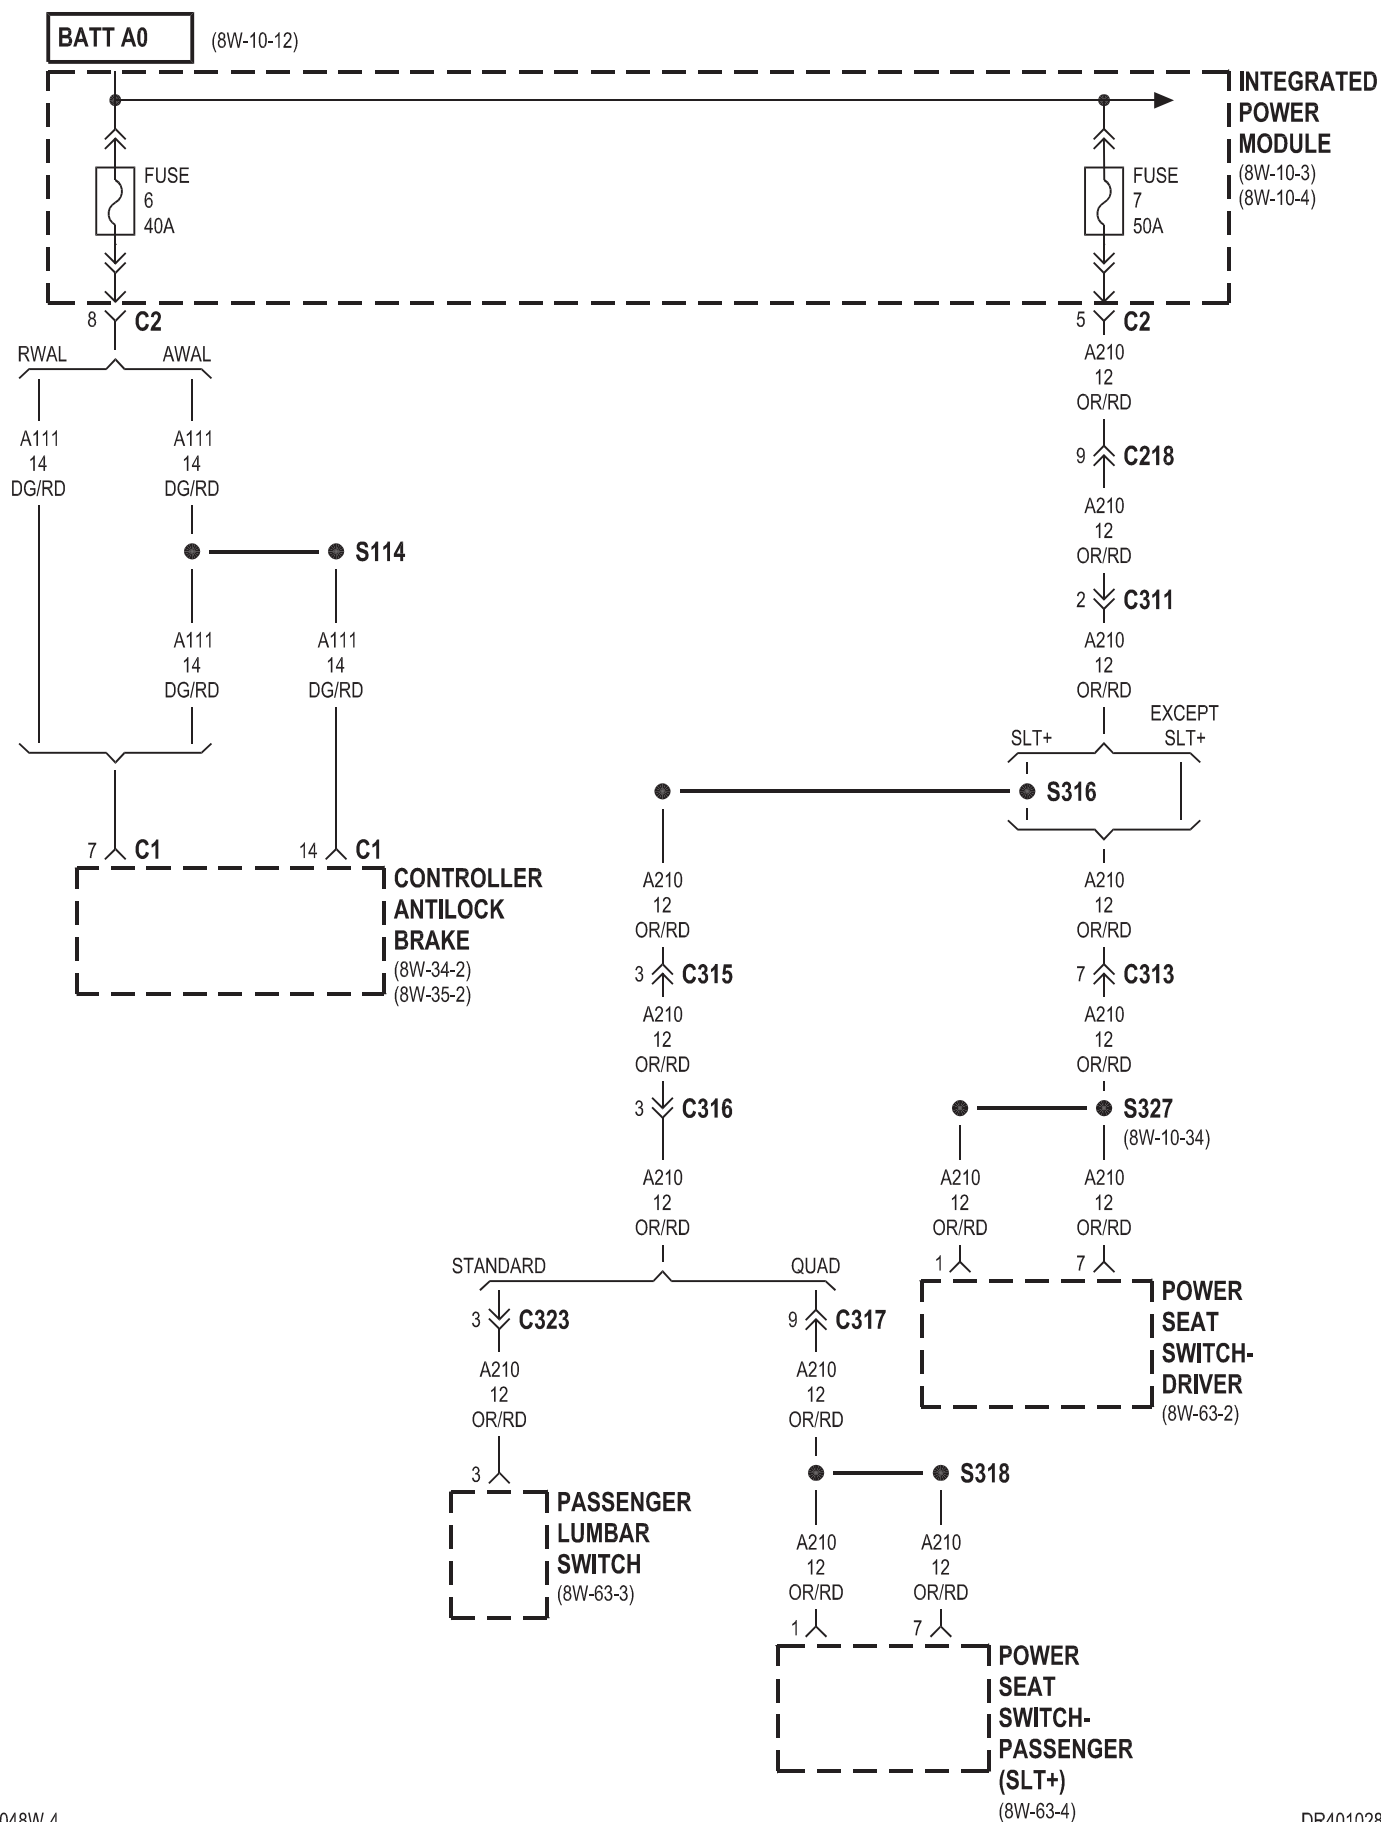 BATT A0
(8W-10-12)
INTEGRATED
POWER
MODULE
(8W-10-3)
(8W-10-4)
FUSE
6
40A
FUSE
7
50A
8 C2
5 C2
RWAL
AWAL
A210
12
OR/RD
A111
14
DG/RD
A111
14
DG/RD
9 C218
A210
12
OR/RD
S114
2 C311
A111
14
DG/RD
A111
14
DG/RD
A210
12
OR/RD
SLT+
EXCEPT
SLT+
S316
7 C1
14 C1
CONTROLLER
ANTILOCK
BRAKE
(8W-34-2)
(8W-35-2)
A210
12
OR/RD
A210
12
OR/RD
3 C315
7 C313
A210
12
OR/RD
A210
12
OR/RD
3 C316
S327
(8W-10-34)
A210
12
OR/RD
A210
12
OR/RD
A210
12
OR/RD
STANDARD
QUAD
1
7
POWER
SEAT
SWITCH-
DRIVER
(8W-63-2)
3 C323
9 C317
A210
12
OR/RD
A210
12
OR/RD
3
S318
PASSENGER
LUMBAR
SWITCH
(8W-63-3)
A210
12
OR/RD
A210
12
OR/RD
1
7
POWER
SEAT
SWITCH-
PASSENGER
(SLT+)
(8W-63-4)
048W-4
DR401028